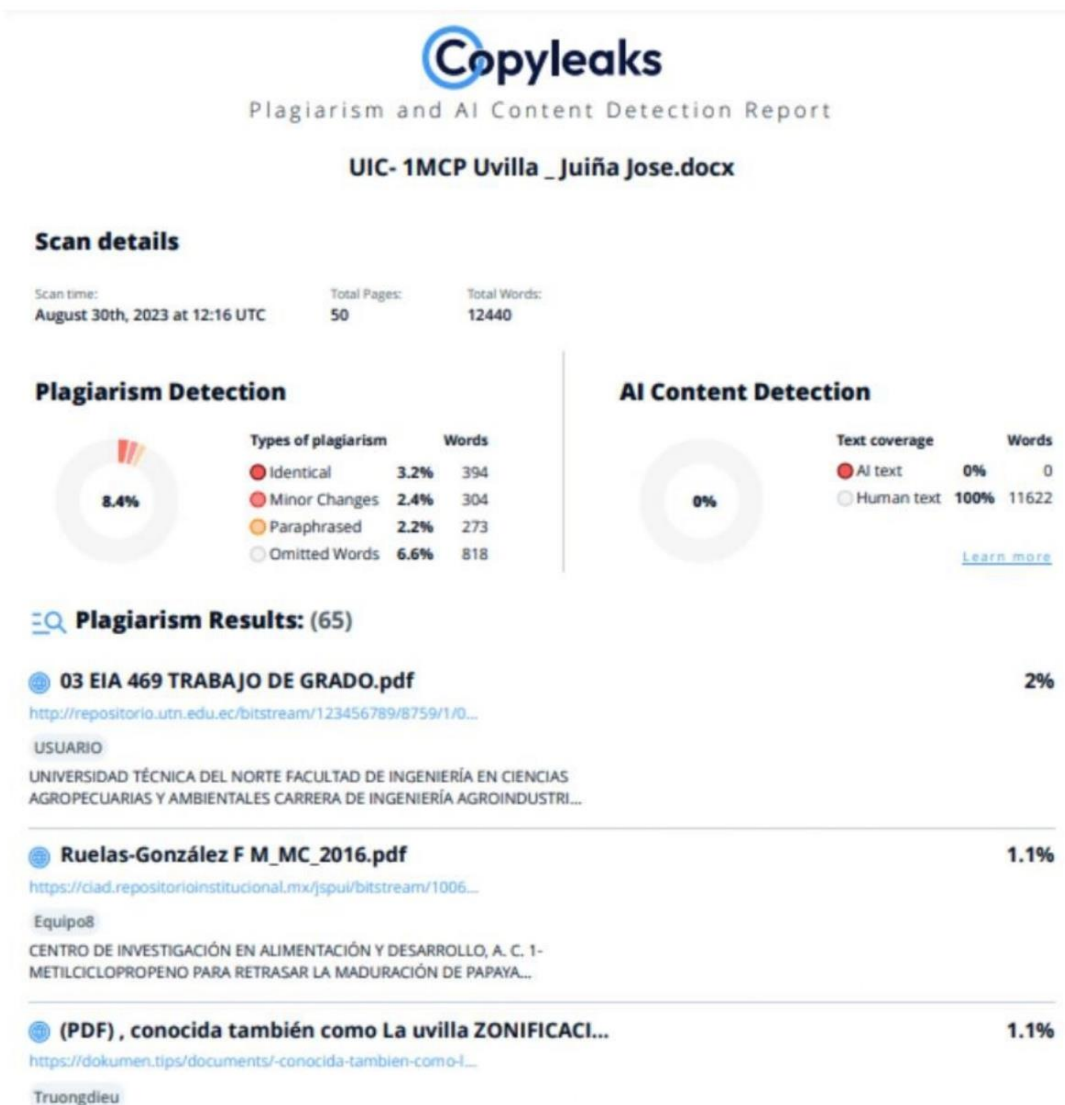 Copyleaks
Plagiarism and AI Content Detection Report
UIC- 1MCP Uvilla _ Juiña Jose.docx
Scan details
Scan time: Total Pages: Total Words:
August 30th, 2023 at 12:16 UTC 50 12440
Plagiarism Detection
8.4%
Types of plagiarism Words
Identical 3.2% 394
Minor Changes 2.4% 304
Paraphrased 2.2% 273
Omitted Words 6.6% 818
AI Content Detection
0%
Text coverage Words
AI text 0% 0
Human text 100% 11622
Learn more
Plagiarism Results: (65)
03 EIA 469 TRABAJO DE GRADO.pdf 2%
http://repositorio.utn.edu.ec/bitstream/123456789/8759/1/0...
USUARIO
UNIVERSIDAD TÉCNICA DEL NORTE FACULTAD DE INGENIERÍA EN CIENCIAS
AGROPECUARIAS Y AMBIENTALES CARRERA DE INGENIERÍA AGROINDUSTRI...
Ruelas-González F M_MC_2016.pdf 1.1%
https://ciad.repositorioinstitucional.mx/jspui/bitstream/1006...
Equipo8
CENTRO DE INVESTIGACIÓN EN ALIMENTACIÓN Y DESARROLLO, A. C. 1-
METILCICLOPROPENO PARA RETRASAR LA MADURACIÓN DE PAPAYA...
(PDF) , conocida también como La uvilla ZONIFICACI... 1.1%
https://dokumen.tips/documents/-conocida-tambien-como-l...
Truongdieu